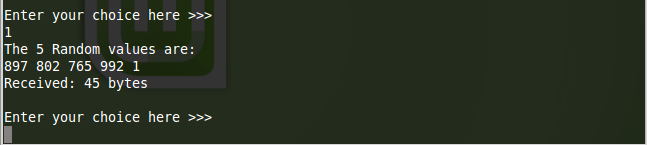 Enter your choice here >>>
1
The 5 Random values are:
897 802 765 992 1
Received: 45 bytes
Enter your choice here >>>